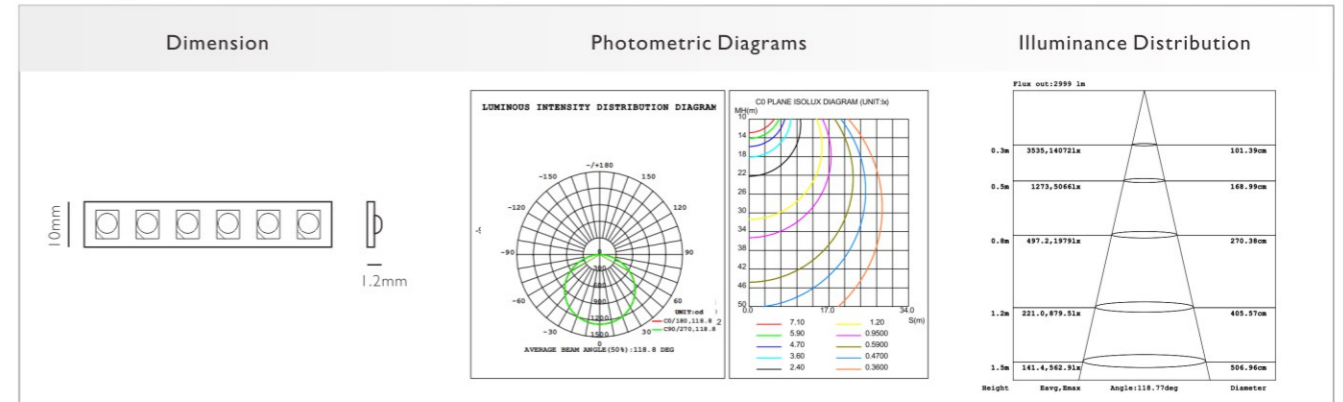 Dimension
Photometric Diagrams
Illuminance Distribution
10mm
1.2mm
LUMINOUS INTENSITY DISTRIBUTION DIAGRAM
-/+180
-150
150
-120
120
-90
90
-60
60
-30
30
0
0
300
600
900
1200
1500
UNIT:cd
C0/180,118.8
C90/270,118.8
AVERAGE BEAM ANGLE(50%):118.8 DEG
C0 PLANE ISOLUX DIAGRAM (UNIT:lx)
MH(m)
10
14
18
22
26
30
34
38
42
46
50
0.0 17.0 34.0
S(m)
7.10 1.20
5.90 0.9500
4.70 0.5900
3.60 0.4700
2.40 0.3600
Flux out:2999 lm
0.3m 3535,14072lx 101.39cm
0.5m 1273,5066lx 168.99cm
0.8m 497.2,1979lx 270.38cm
1.2m 221.0,879.5lx 405.57cm
1.5m 141.4,562.9lx 506.96cm
Height Eavg,Emax Angle:118.77deg Diameter